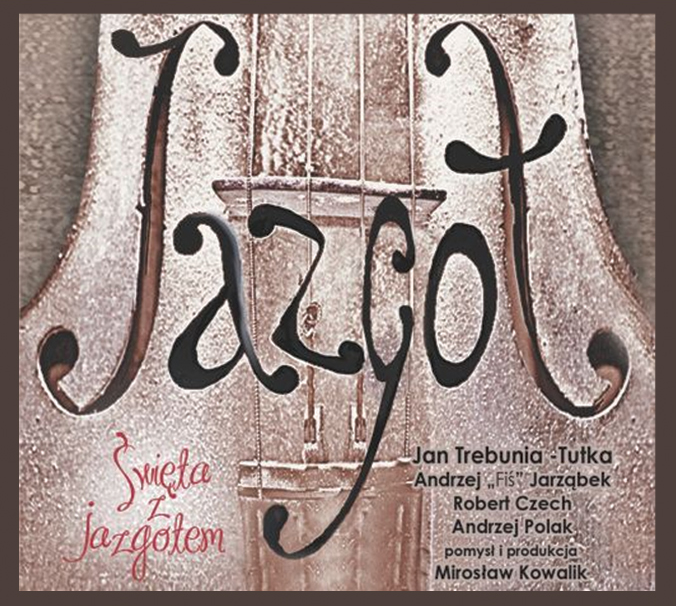 Jazgot
Święta
z
jazgotem
Jan Trebunia -Tutka
Andrzej „Fiś” Jarząbek
Robert Czech
Andrzej Polak
pomysł i produkcja
Mirosław Kowalik